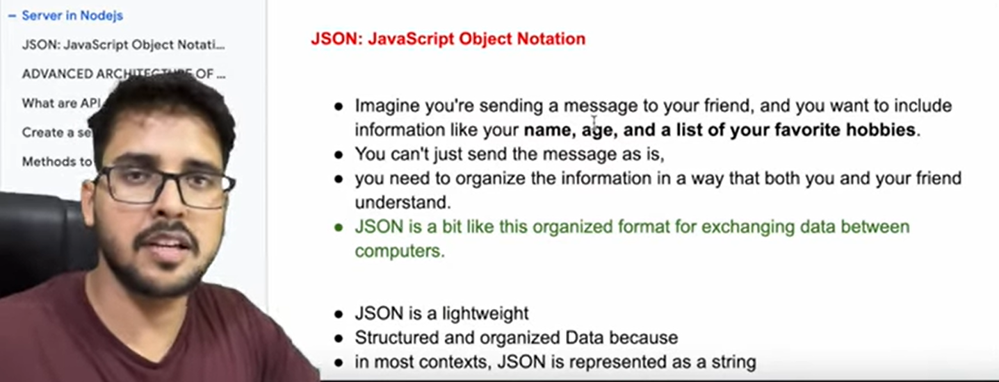 – Server in Nodejs
JSON: JavaScript Object Notati...
ADVANCED ARCHITECTURE OF ...
What are API
Create a se
Methods to
JSON: JavaScript Object Notation
● Imagine you're sending a message to your friend, and you want to include
information like your name, age, and a list of your favorite hobbies.
● You can't just send the message as is,
● you need to organize the information in a way that both you and your friend
understand.
● JSON is a bit like this organized format for exchanging data between
computers.
● JSON is a lightweight
● Structured and organized Data because
● in most contexts, JSON is represented as a string